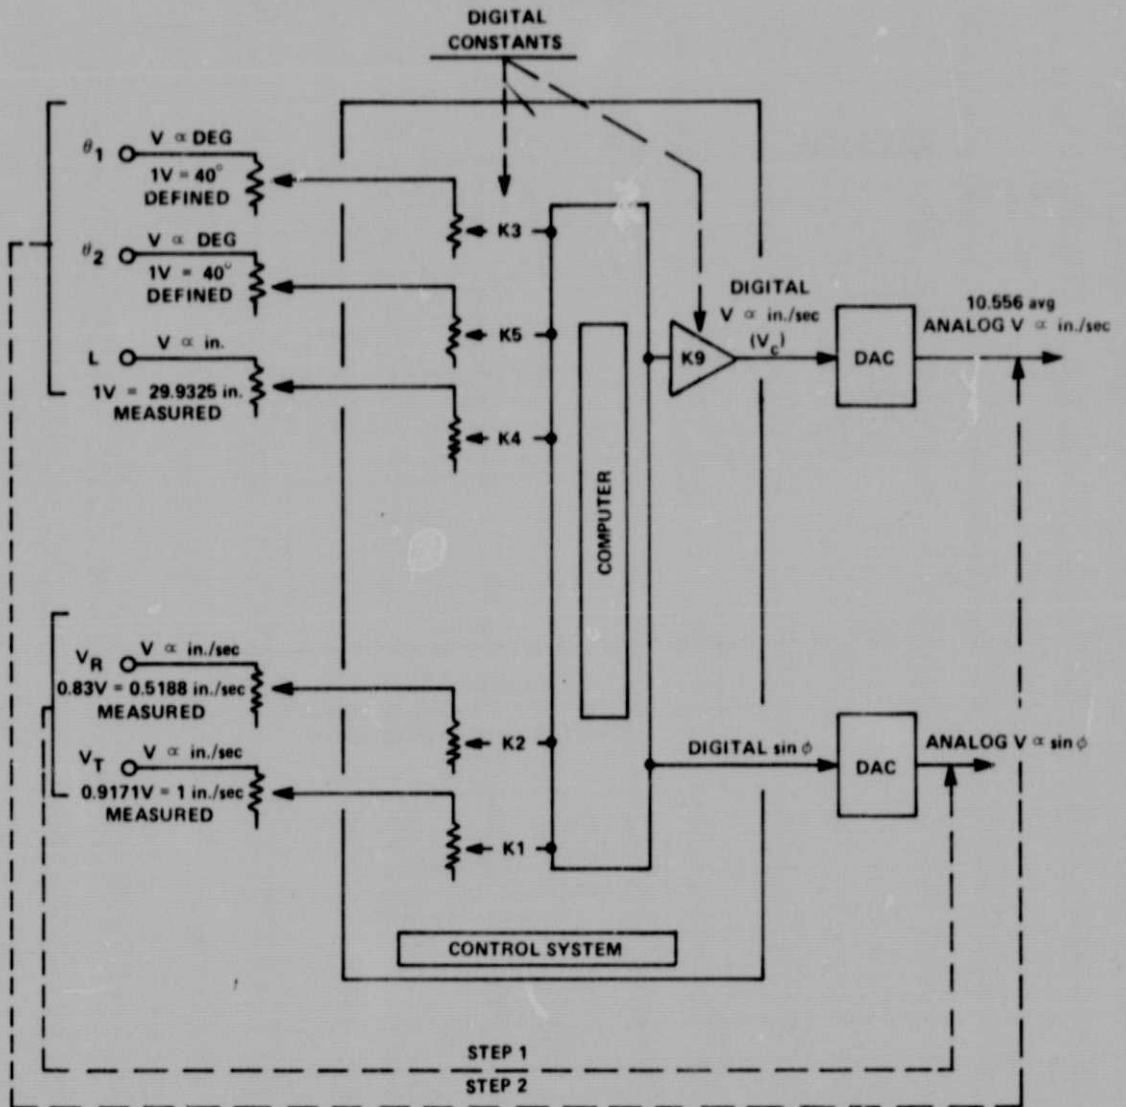 DIGITAL
CONSTANTS
θ1
V ∝ DEG
1V = 40°
DEFINED
K3
θ2
V ∝ DEG
1V = 40°
DEFINED
K5
L
V ∝ in.
1V = 29.9325 in.
MEASURED
K4
COMPUTER
K9
DIGITAL
V ∝ in./sec
(Vc)
DAC
10.556 avg
ANALOG V ∝ in./sec
VR
V ∝ in./sec
0.83V = 0.5188 in./sec
MEASURED
K2
VT
V ∝ in./sec
0.9171V = 1 in./sec
MEASURED
K1
DIGITAL sin ϕ
DAC
ANALOG V ∝ sin ϕ
CONTROL SYSTEM
STEP 1
STEP 2